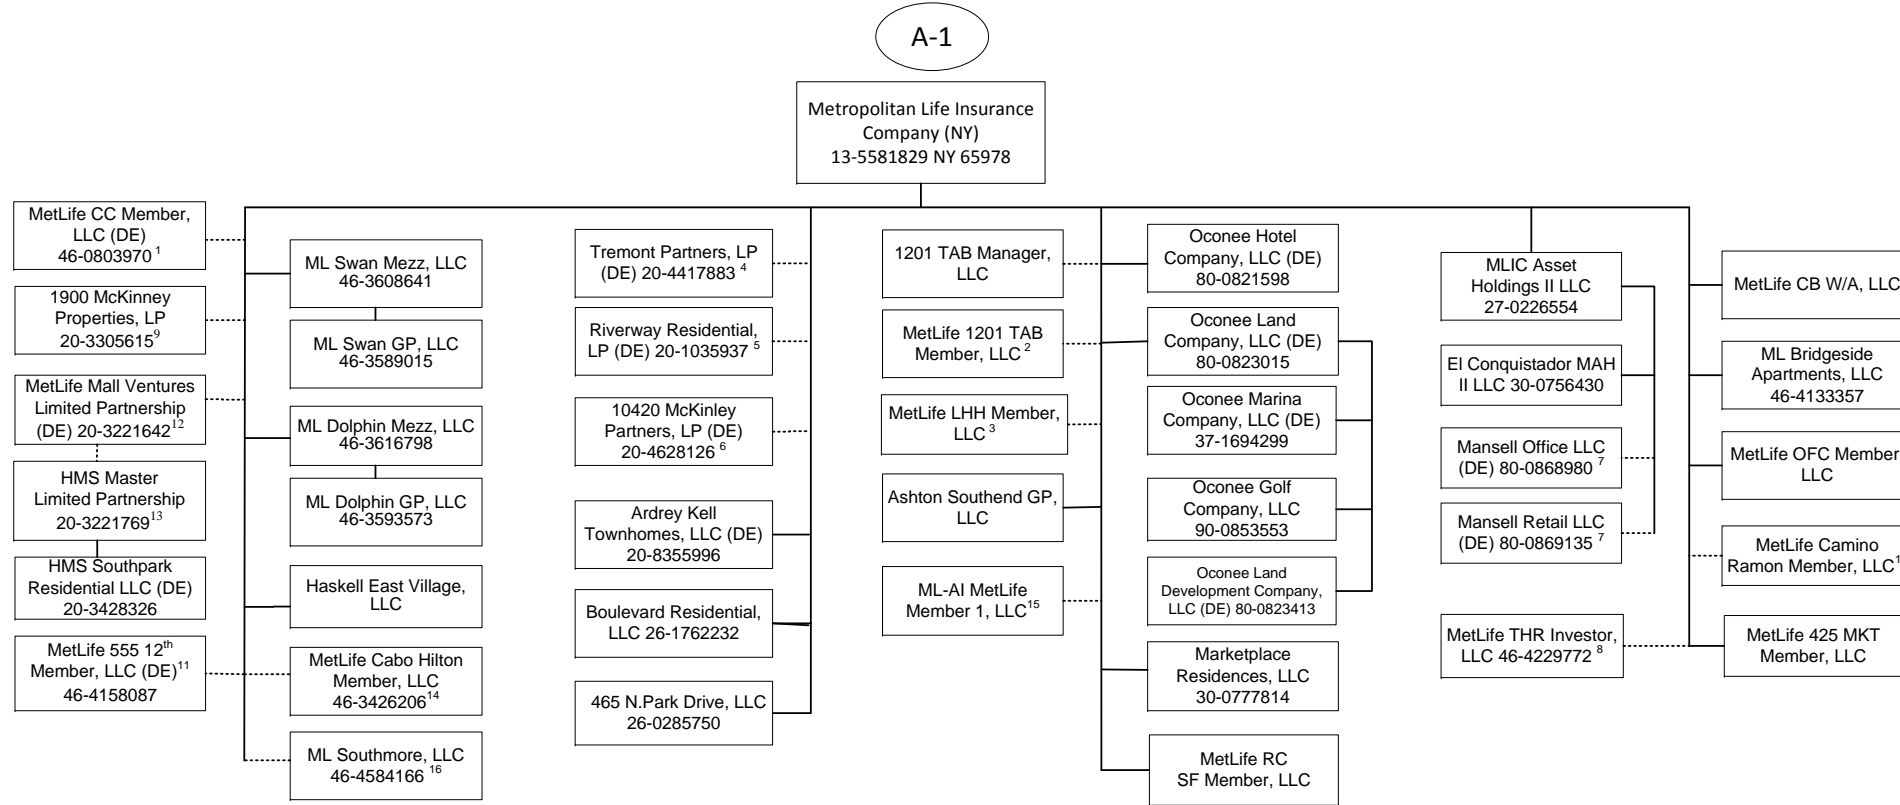 A-1
Metropolitan Life Insurance
Company (NY)
13-5581829 NY 65978
MetLife CC Member,
LLC (DE)
46-0803970 1
1900 McKinney
Properties, LP
20-3305615 9
MetLife Mall Ventures
Limited Partnership
(DE) 20-3221642 12
HMS Master
Limited Partnership
20-3221769 13
HMS Southpark
Residential LLC (DE)
20-3428326
MetLife 555 12th
Member, LLC (DE) 11
46-4158087
ML Swan Mezz, LLC
46-3608641
ML Swan GP, LLC
46-3589015
ML Dolphin Mezz, LLC
46-3616798
ML Dolphin GP, LLC
46-3593573
Haskell East Village,
LLC
MetLife Cabo Hilton
Member, LLC
46-3426206 14
ML Southmore, LLC
46-4584166 16
Tremont Partners, LP
(DE) 20-4417883 4
Riverway Residential,
LP (DE) 20-1035937 5
10420 McKinley
Partners, LP (DE)
20-4628126 6
Ardrey Kell
Townhomes, LLC (DE)
20-8355996
Boulevard Residential,
LLC 26-1762232
465 N.Park Drive, LLC
26-0285750
1201 TAB Manager,
LLC
MetLife 1201 TAB
Member, LLC 2
MetLife LHH Member,
LLC 3
Ashton Southend GP,
LLC
ML-AI MetLife
Member 1, LLC 15
Oconee Hotel
Company, LLC (DE)
80-0821598
Oconee Land
Company, LLC (DE)
80-0823015
Oconee Marina
Company, LLC (DE)
37-1694299
Oconee Golf
Company, LLC
90-0853553
Oconee Land
Development Company,
LLC (DE) 80-0823413
Marketplace
Residences, LLC
30-0777814
MetLife RC
SF Member, LLC
MLIC Asset
Holdings II LLC
27-0226554
El Conquistador MAH
II LLC 30-0756430
Mansell Office LLC
(DE) 80-0868980 7
Mansell Retail LLC
(DE) 80-0869135 7
MetLife THR Investor,
LLC 46-4229772 8
MetLife CB W/A, LLC
ML Bridgeside
Apartments, LLC
46-4133357
MetLife OFC Member
LLC
MetLife Camino
Ramon Member, LLC
MetLife 425 MKT
Member, LLC